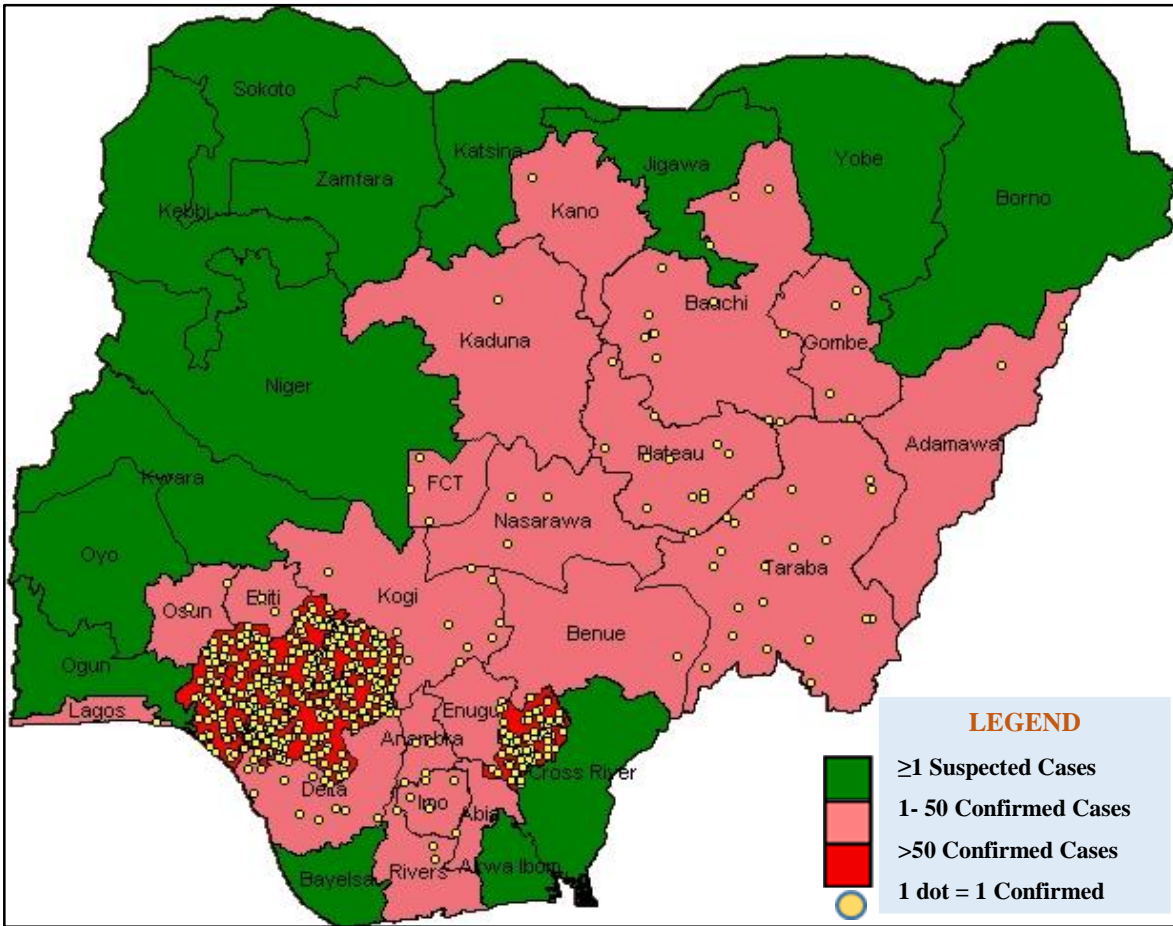 Sokoto
Katsina
Zamfara
Jigawa
Yobe
Borno
Kebbi
Kano
Bauchi
Kaduna
Gombe
Niger
Adamawa
Plateau
FCT
Kwara
Nasarawa
Oyo
Taraba
Osun
Ekiti
Kogi
Benue
Ogun
Lagos
Enugu
Anambra
Cross River
Delta
Imo
Abia
Bayelsa
Rivers
Akwa Ibom
LEGEND
≥1 Suspected Cases
1- 50 Confirmed Cases
>50 Confirmed Cases
1 dot = 1 Confirmed